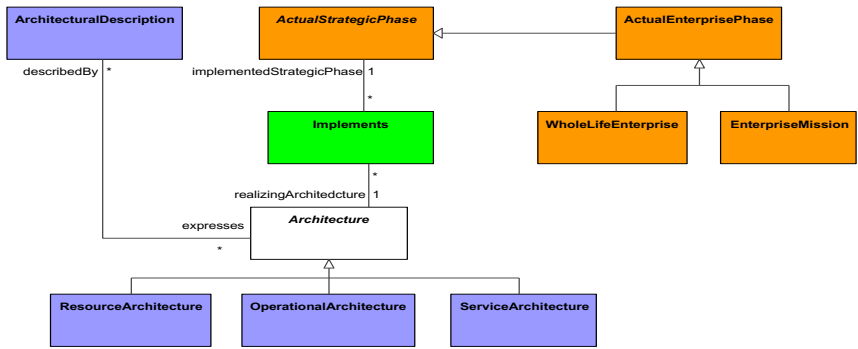 ArchitecturalDescription
ActualStrategicPhase
ActualEnterprisePhase
describedBy
*
implementedStrategicPhase
1
*
Implements
WholeLifeEnterprise
EnterpriseMission
*
realizingArchitedcture
1
Architecture
expresses
*
ResourceArchitecture
OperationalArchitecture
ServiceArchitecture